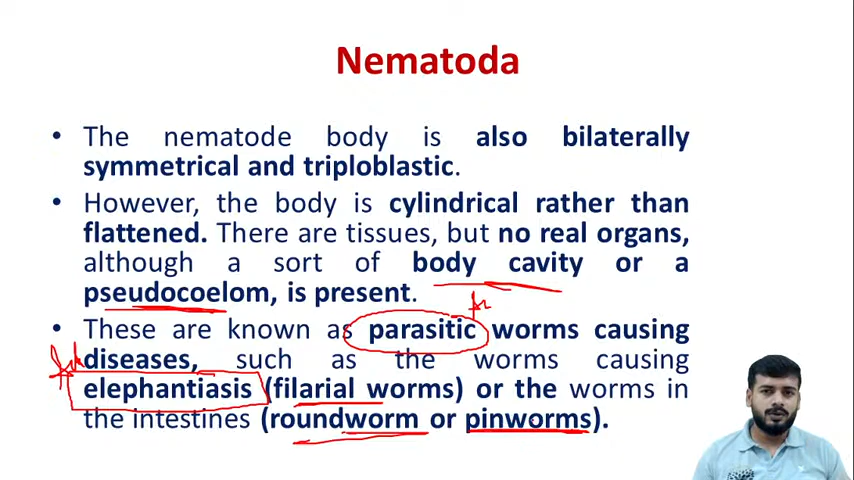 Nematoda
• The nematode body is also bilaterally
symmetrical and triploblastic.
• However, the body is cylindrical rather than
flattened. There are tissues, but no real organs,
although a sort of body cavity or a
pseudocoelom, is present.
• These are known as parasitic worms causing
diseases, such as the worms causing
elephantiasis (filarial worms) or the worms in
the intestines (roundworm or pinworms).